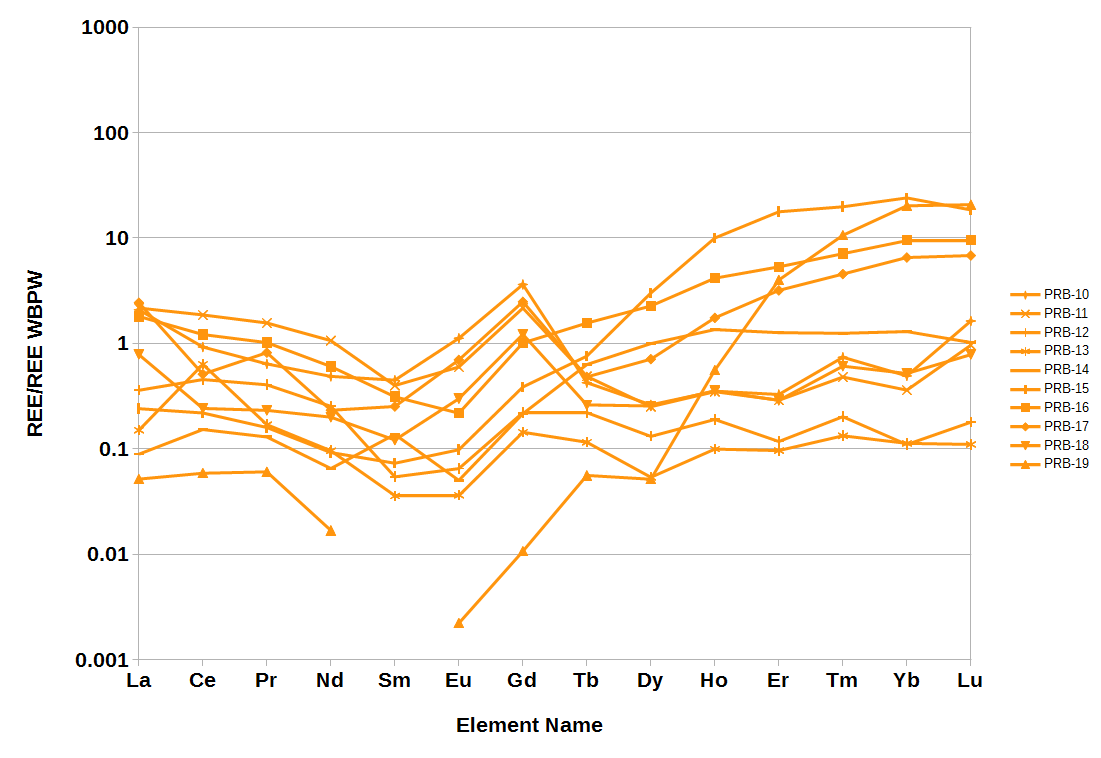 1000
100
10
1
0.1
0.01
0.001
REE/REE WBPW
La Ce Pr Nd Sm Eu Gd Tb Dy Ho Er Tm Yb Lu
Element Name
PRB-10
PRB-11
PRB-12
PRB-13
PRB-14
PRB-15
PRB-16
PRB-17
PRB-18
PRB-19